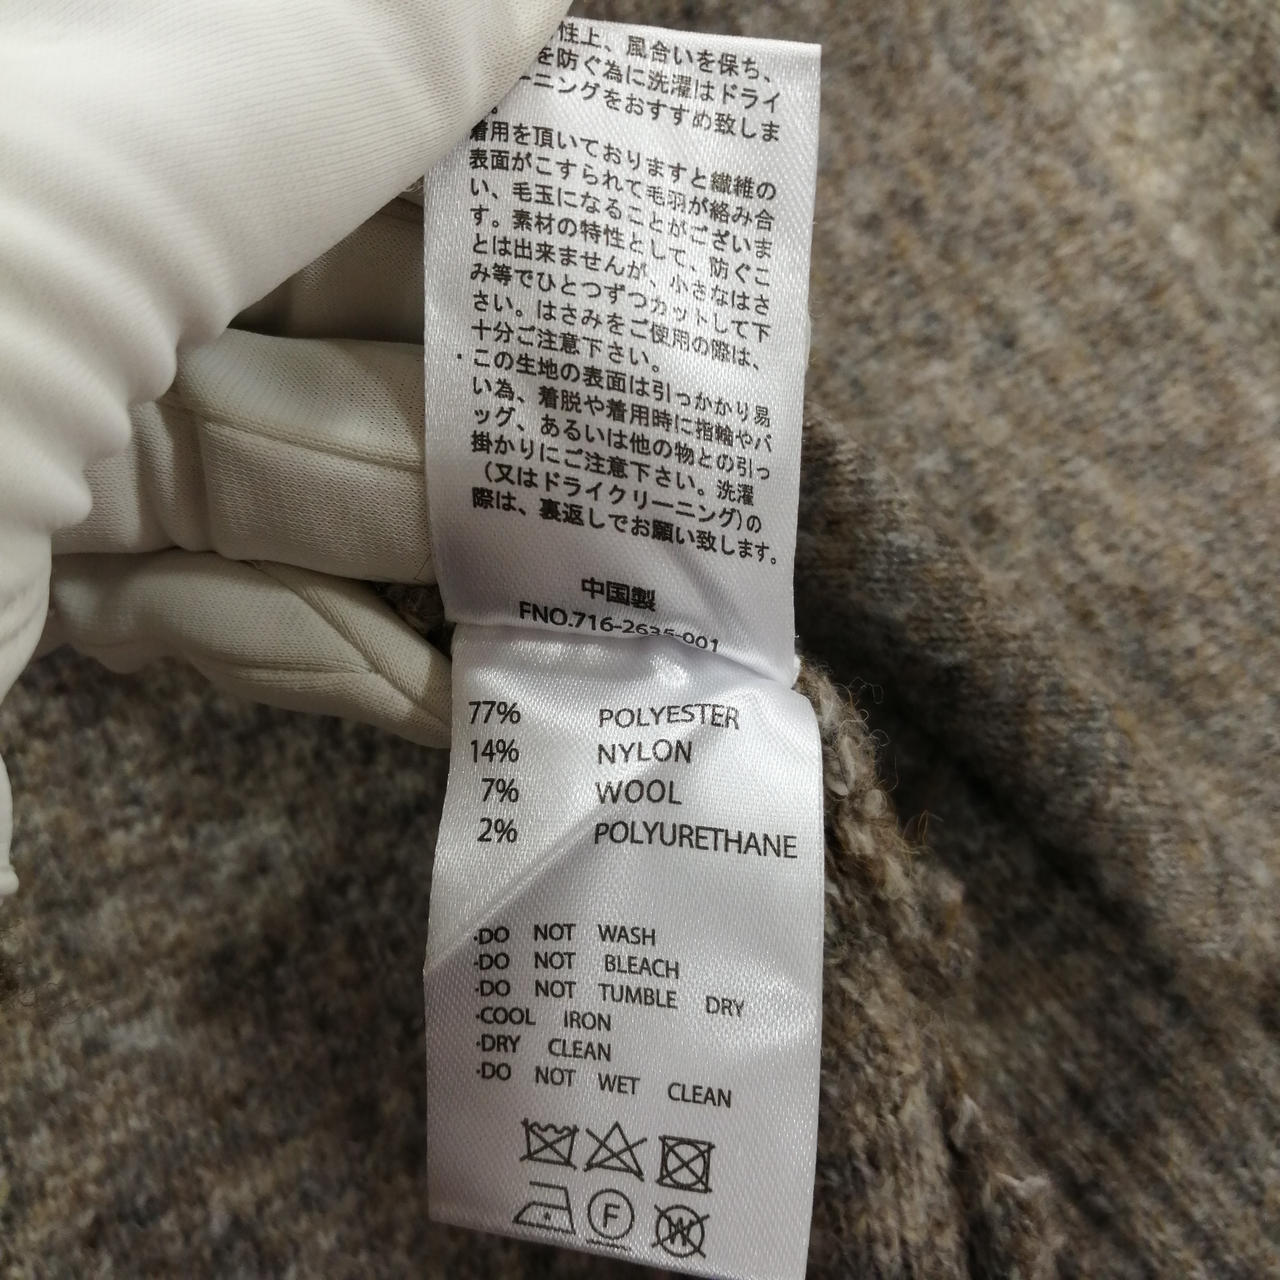 性上、風合いを保ち、
を防ぐ為に洗濯はドライ
ーニングをおすすめ致しま
。
着用を頂いておりますと繊維の
表面がこすられて毛羽が絡み合
い、毛玉になることがございま
す。素材の特性として、防ぐこ
とは出来ませんが、小さなはさ
み等でひとつずつカットして下
さい。はさみをご使用の際は、
十分ご注意下さい。
・この生地の表面は引っかかり易
い為、着脱や着用時に指輪やバ
ッグ、あるいは他の物との引っ
掛かりにご注意下さい。洗濯
（又はドライクリーニング)の
際は、裏返しでお願い致します。
中国製
FNO.716-2635-001
77% POLYESTER
14% NYLON
7% WOOL
2% POLYURETHANE
·DO NOT WASH
·DO NOT BLEACH
·DO NOT TUMBLE DRY
·COOL IRON
·DRY CLEAN
·DO NOT WET CLEAN
F
W